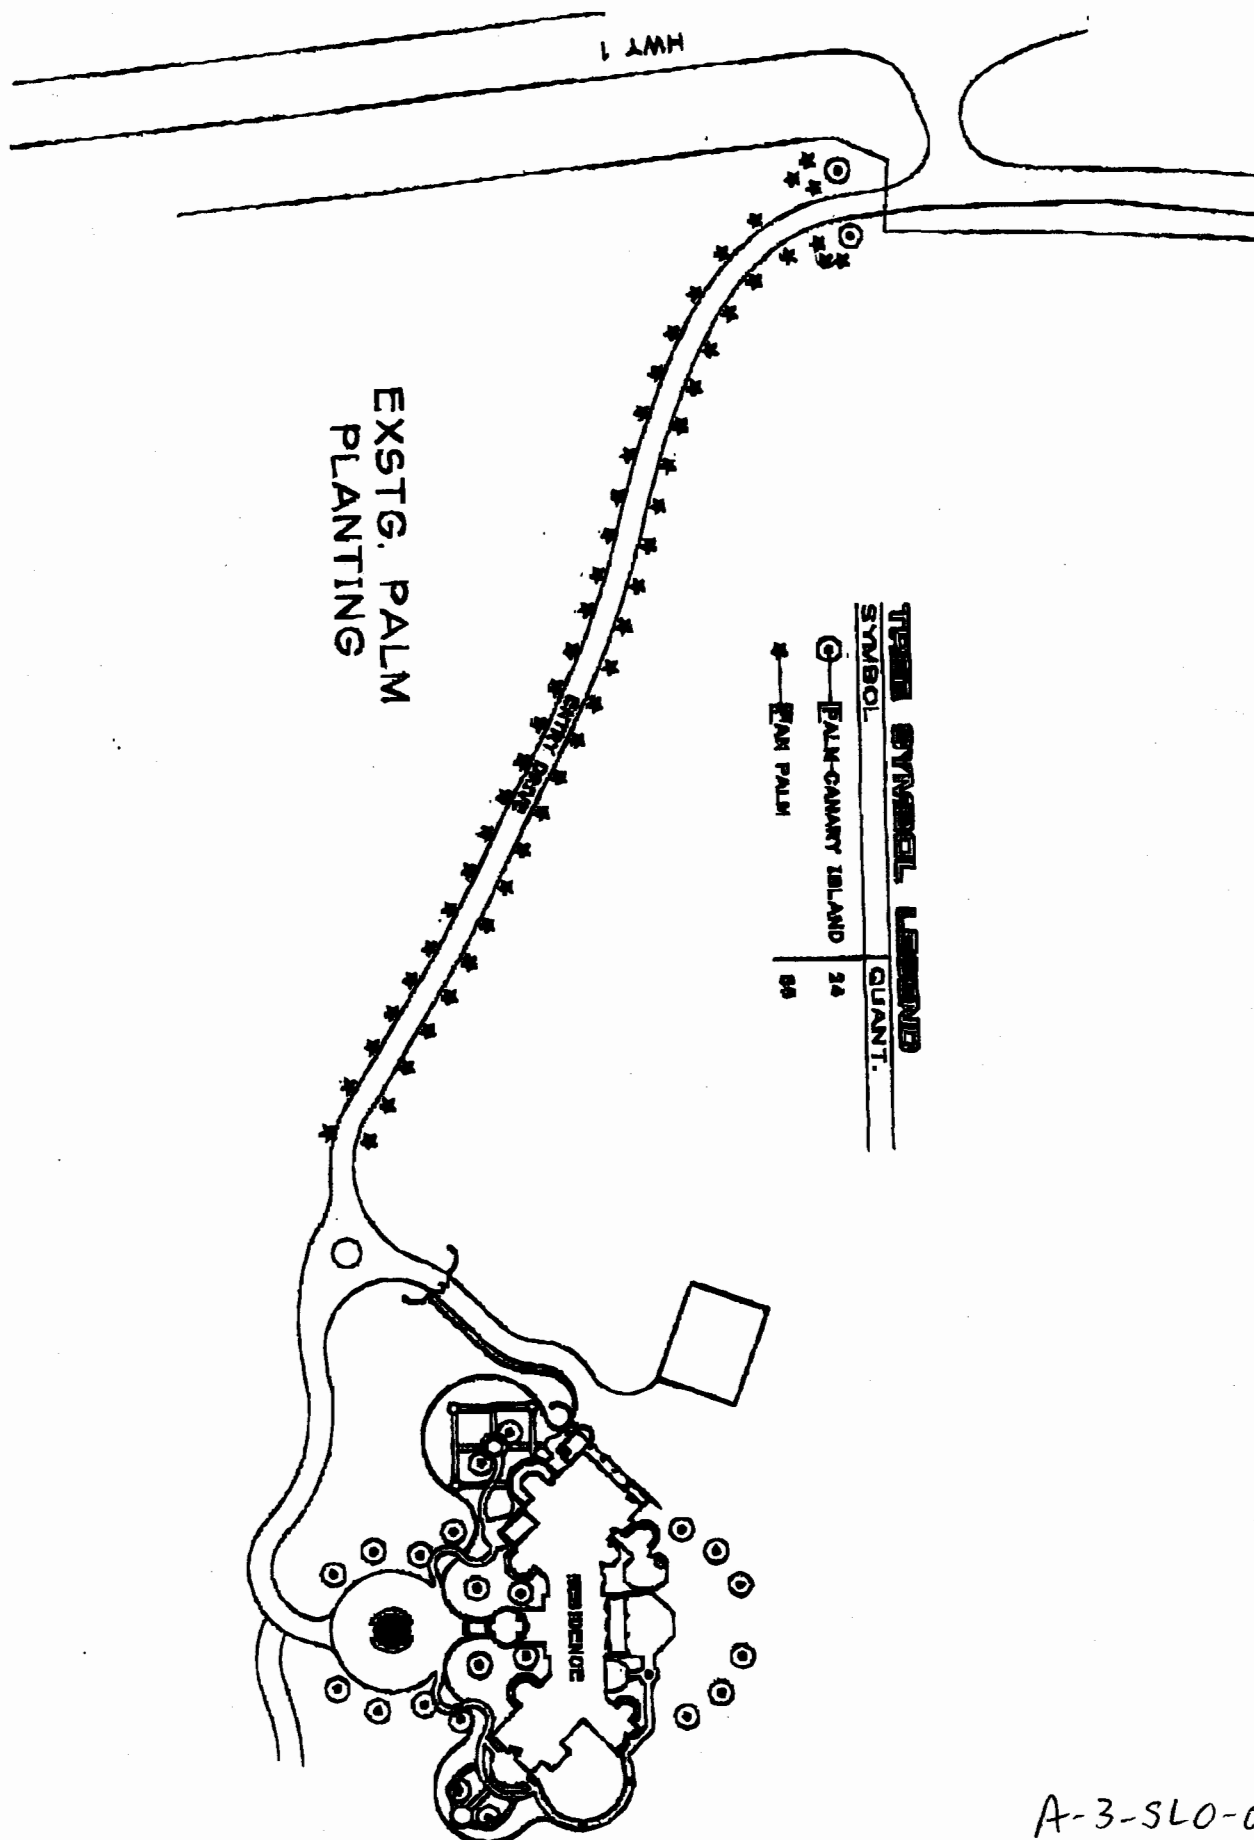 HWY 1
EXSTG. PALM
PLANTING
ENTRY DRIVE
TREE SYMBOL LEGEND
SYMBOL QUANT.
PALM-CANARY ISLAND
FAN PALM
RESIDENCE
A-3-SLO-